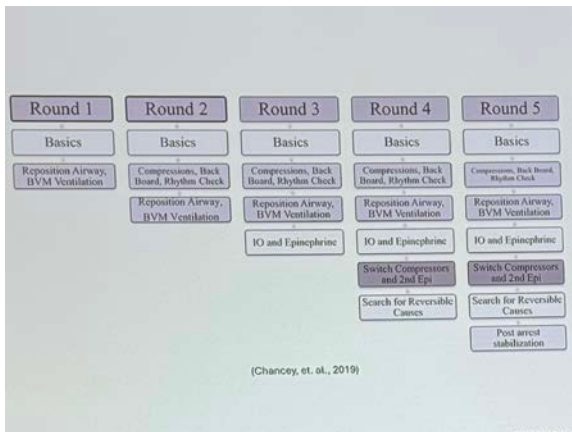 Round 1
Basics
Reposition Airway,
BVM Ventilation
Round 2
Basics
Compressions, Back
Board, Rhythm Check
Reposition Airway,
BVM Ventilation
Round 3
Basics
Compressions, Back
Board, Rhythm Check
Reposition Airway,
BVM Ventilation
IO and Epinephrine
Round 4
Basics
Compressions, Back
Board, Rhythm Check
Reposition Airway,
BVM Ventilation
IO and Epinephrine
Switch Compressors
and 2nd Epi
Search for Reversible
Causes
Round 5
Basics
Compressions, Back Board,
Rhythm Check
Reposition Airway,
BVM Ventilation
IO and Epinephrine
Switch Compressors
and 2nd Epi
Search for Reversible
Causes
Post arrest
stabilization
(Chancey, et. al., 2019)